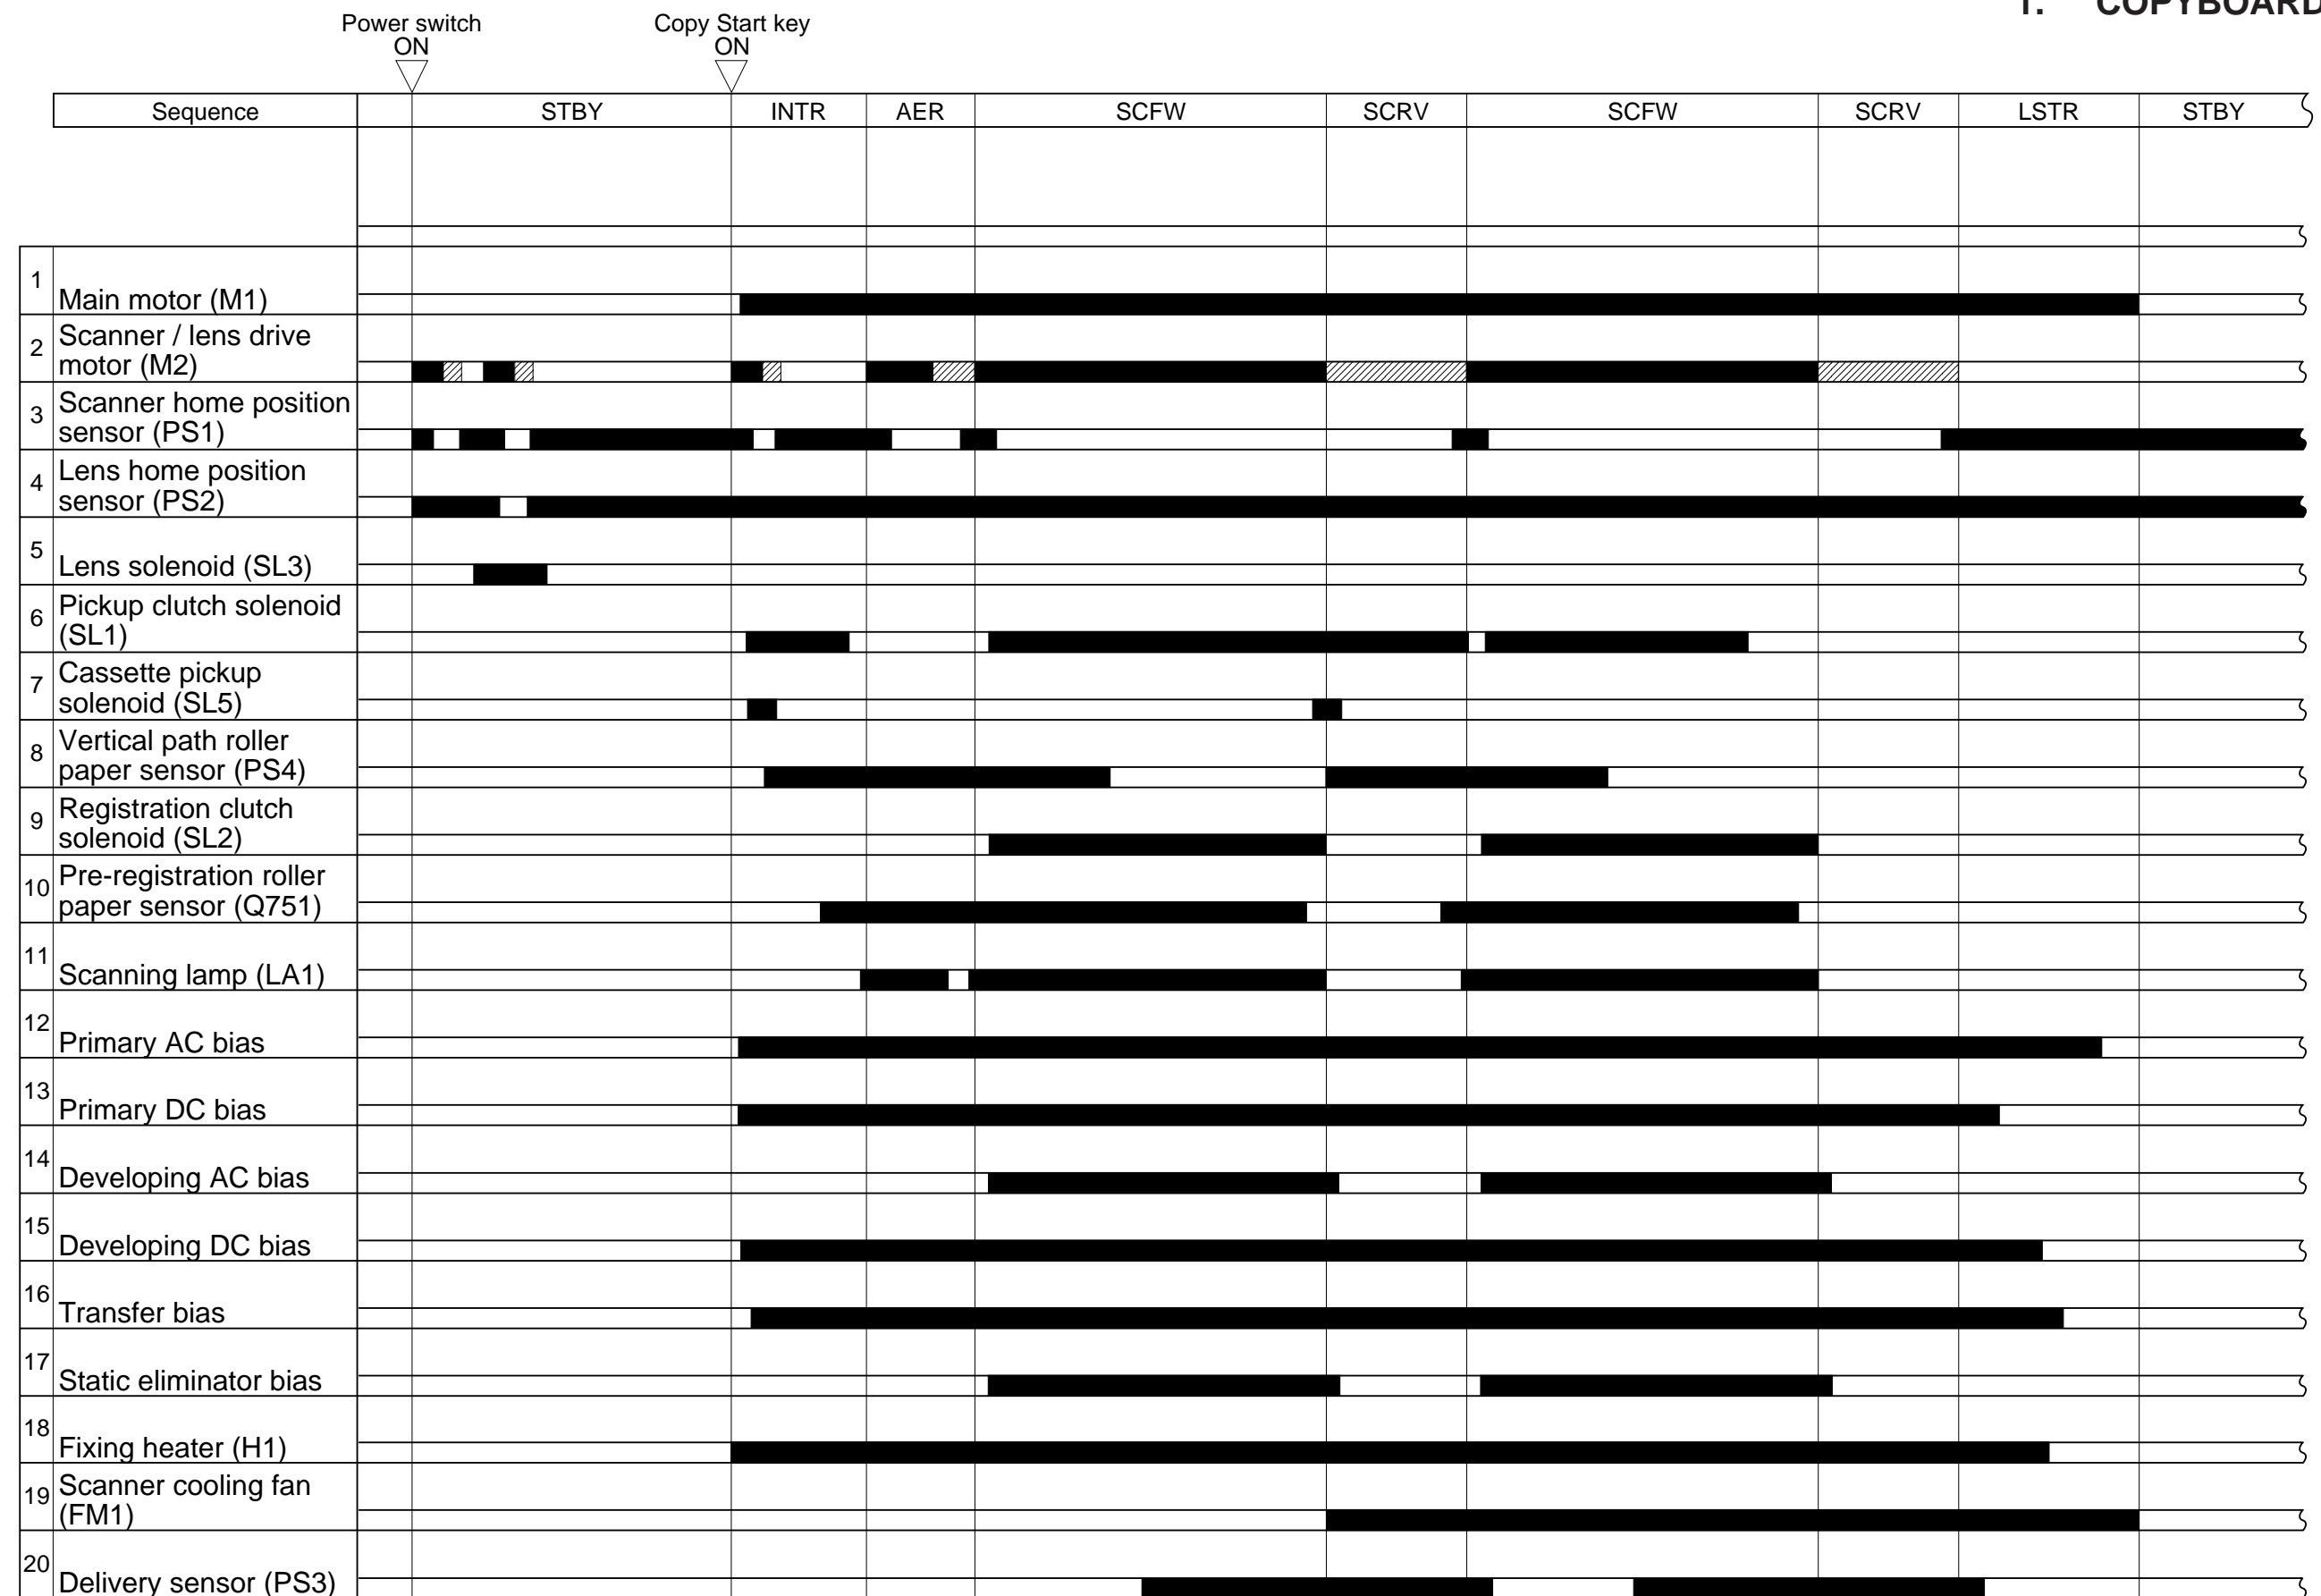 1. COPYBOARD
Power switch
ON
Copy Start key
ON
Sequence STBY INTR AER SCFW SCRV SCFW SCRV LSTR STBY
1 Main motor (M1)
2 Scanner / lens drive
motor (M2)
3 Scanner home position
sensor (PS1)
4 Lens home position
sensor (PS2)
5 Lens solenoid (SL3)
6 Pickup clutch solenoid
(SL1)
7 Cassette pickup
solenoid (SL5)
8 Vertical path roller
paper sensor (PS4)
9 Registration clutch
solenoid (SL2)
10 Pre-registration roller
paper sensor (Q751)
11 Scanning lamp (LA1)
12 Primary AC bias
13 Primary DC bias
14 Developing AC bias
15 Developing DC bias
16 Transfer bias
17 Static eliminator bias
18 Fixing heater (H1)
19 Scanner cooling fan
(FM1)
20 Delivery sensor (PS3)